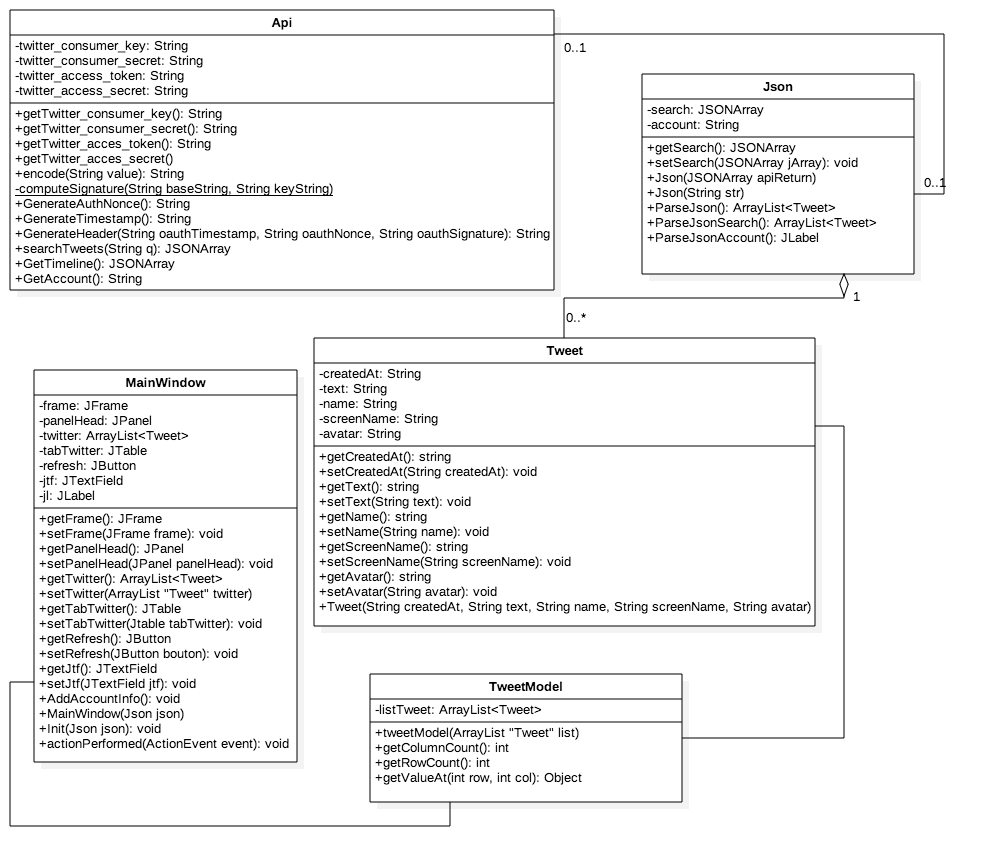 Api
-twitter_consumer_key: String
-twitter_consumer_secret: String
-twitter_access_token: String
-twitter_access_secret: String
+getTwitter_consumer_key(): String
+getTwitter_consumer_secret(): String
+getTwitter_acces_token(): String
+getTwitter_acces_secret()
+encode(String value): String
-computeSignature(String baseString, String keyString)
+GenerateAuthNonce(): String
+GenerateTimestamp(): String
+GenerateHeader(String oauthTimestamp, String oauthNonce, String oauthSignature): String
+searchTweets(String q): JSONArray
+GetTimeline(): JSONArray
+GetAccount(): String
0..1
Json
-search: JSONArray
-account: String
+getSearch(): JSONArray
+setSearch(JSONArray jArray): void
+Json(JSONArray apiReturn)
+Json(String str)
+ParseJson(): ArrayList<Tweet>
+ParseJsonSearch(): ArrayList<Tweet>
+ParseJsonAccount(): JLabel
0..1
1
0..*
Tweet
-createdAt: String
-text: String
-name: String
-screenName: String
-avatar: String
+getCreatedAt(): string
+setCreatedAt(String createdAt): void
+getText(): string
+setText(String text): void
+getName(): string
+setName(String name): void
+getScreenName(): string
+setScreenName(String screenName): void
+getAvatar(): string
+setAvatar(String avatar): void
+Tweet(String createdAt, String text, String name, String screenName, String avatar)
MainWindow
-frame: JFrame
-panelHead: JPanel
-twitter: ArrayList<Tweet>
-tabTwitter: JTable
-refresh: JButton
-jtf: JTextField
-jl: JLabel
+getFrame(): JFrame
+setFrame(JFrame frame): void
+getPanelHead(): JPanel
+setPanelHead(JPanel panelHead): void
+getTwitter(): ArrayList<Tweet>
+setTwitter(ArrayList "Tweet" twitter)
+getTabTwitter(): JTable
+setTabTwitter(Jtable tabTwitter): void
+getRefresh(): JButton
+setRefresh(JButton bouton): void
+getJtf(): JTextField
+setJtf(JTextField jtf): void
+AddAccountInfo(): void
+MainWindow(Json json)
+Init(Json json): void
+actionPerformed(ActionEvent event): void
TweetModel
-listTweet: ArrayList<Tweet>
+tweetModel(ArrayList "Tweet" list)
+getColumnCount(): int
+getRowCount(): int
+getValueAt(int row, int col): Object